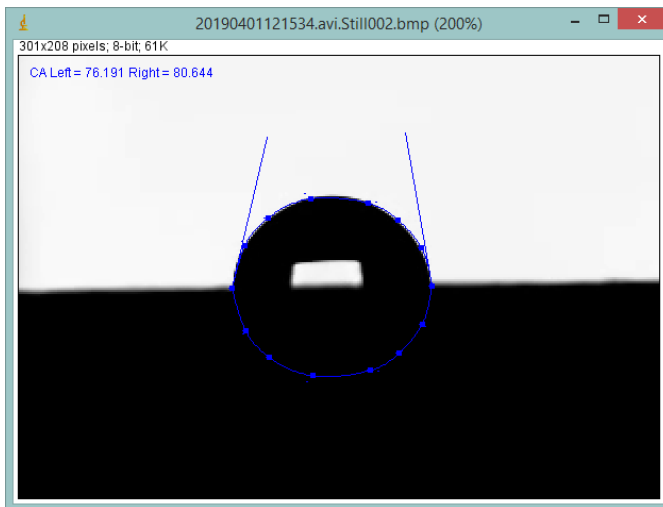 20190401121534.avi.Still002.bmp (200%)
301x208 pixels; 8-bit; 61K
CA Left = 76.191 Right = 80.644